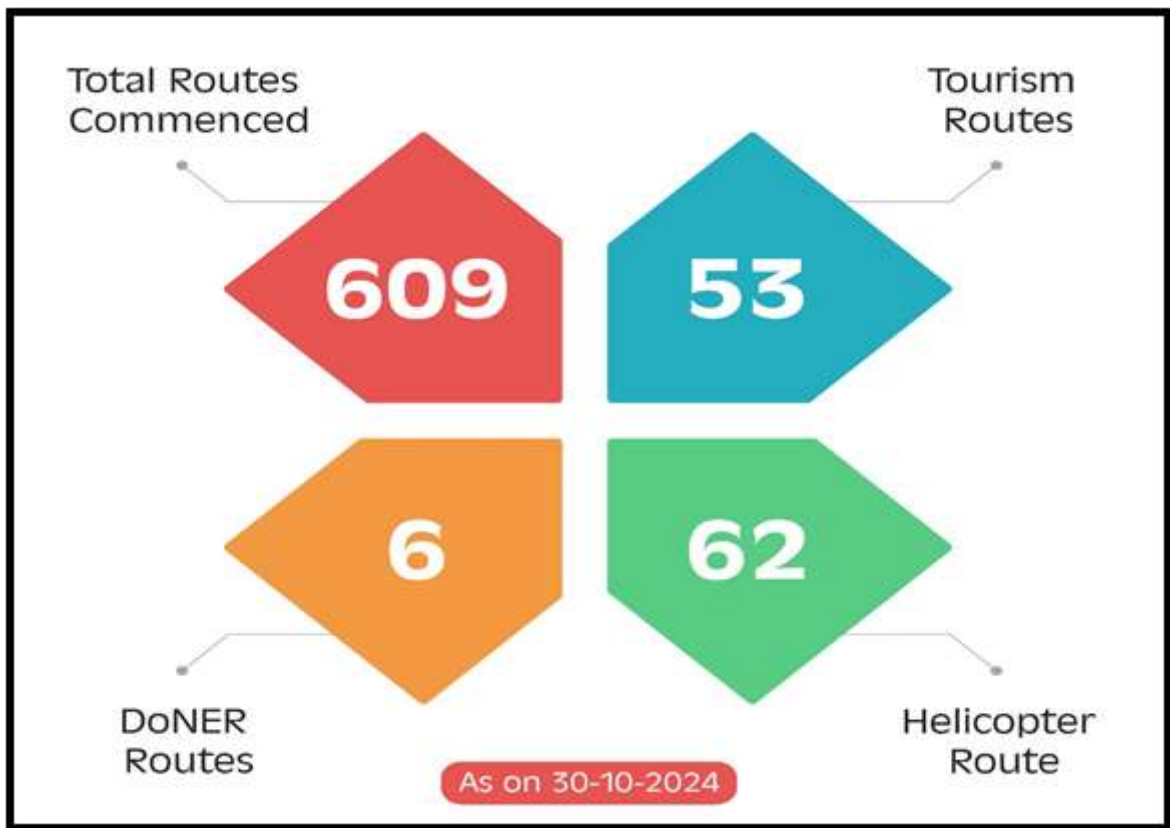 Total Routes
Commenced
609
Tourism
Routes
53
6
DoNER
Routes
62
Helicopter
Route
As on 30-10-2024